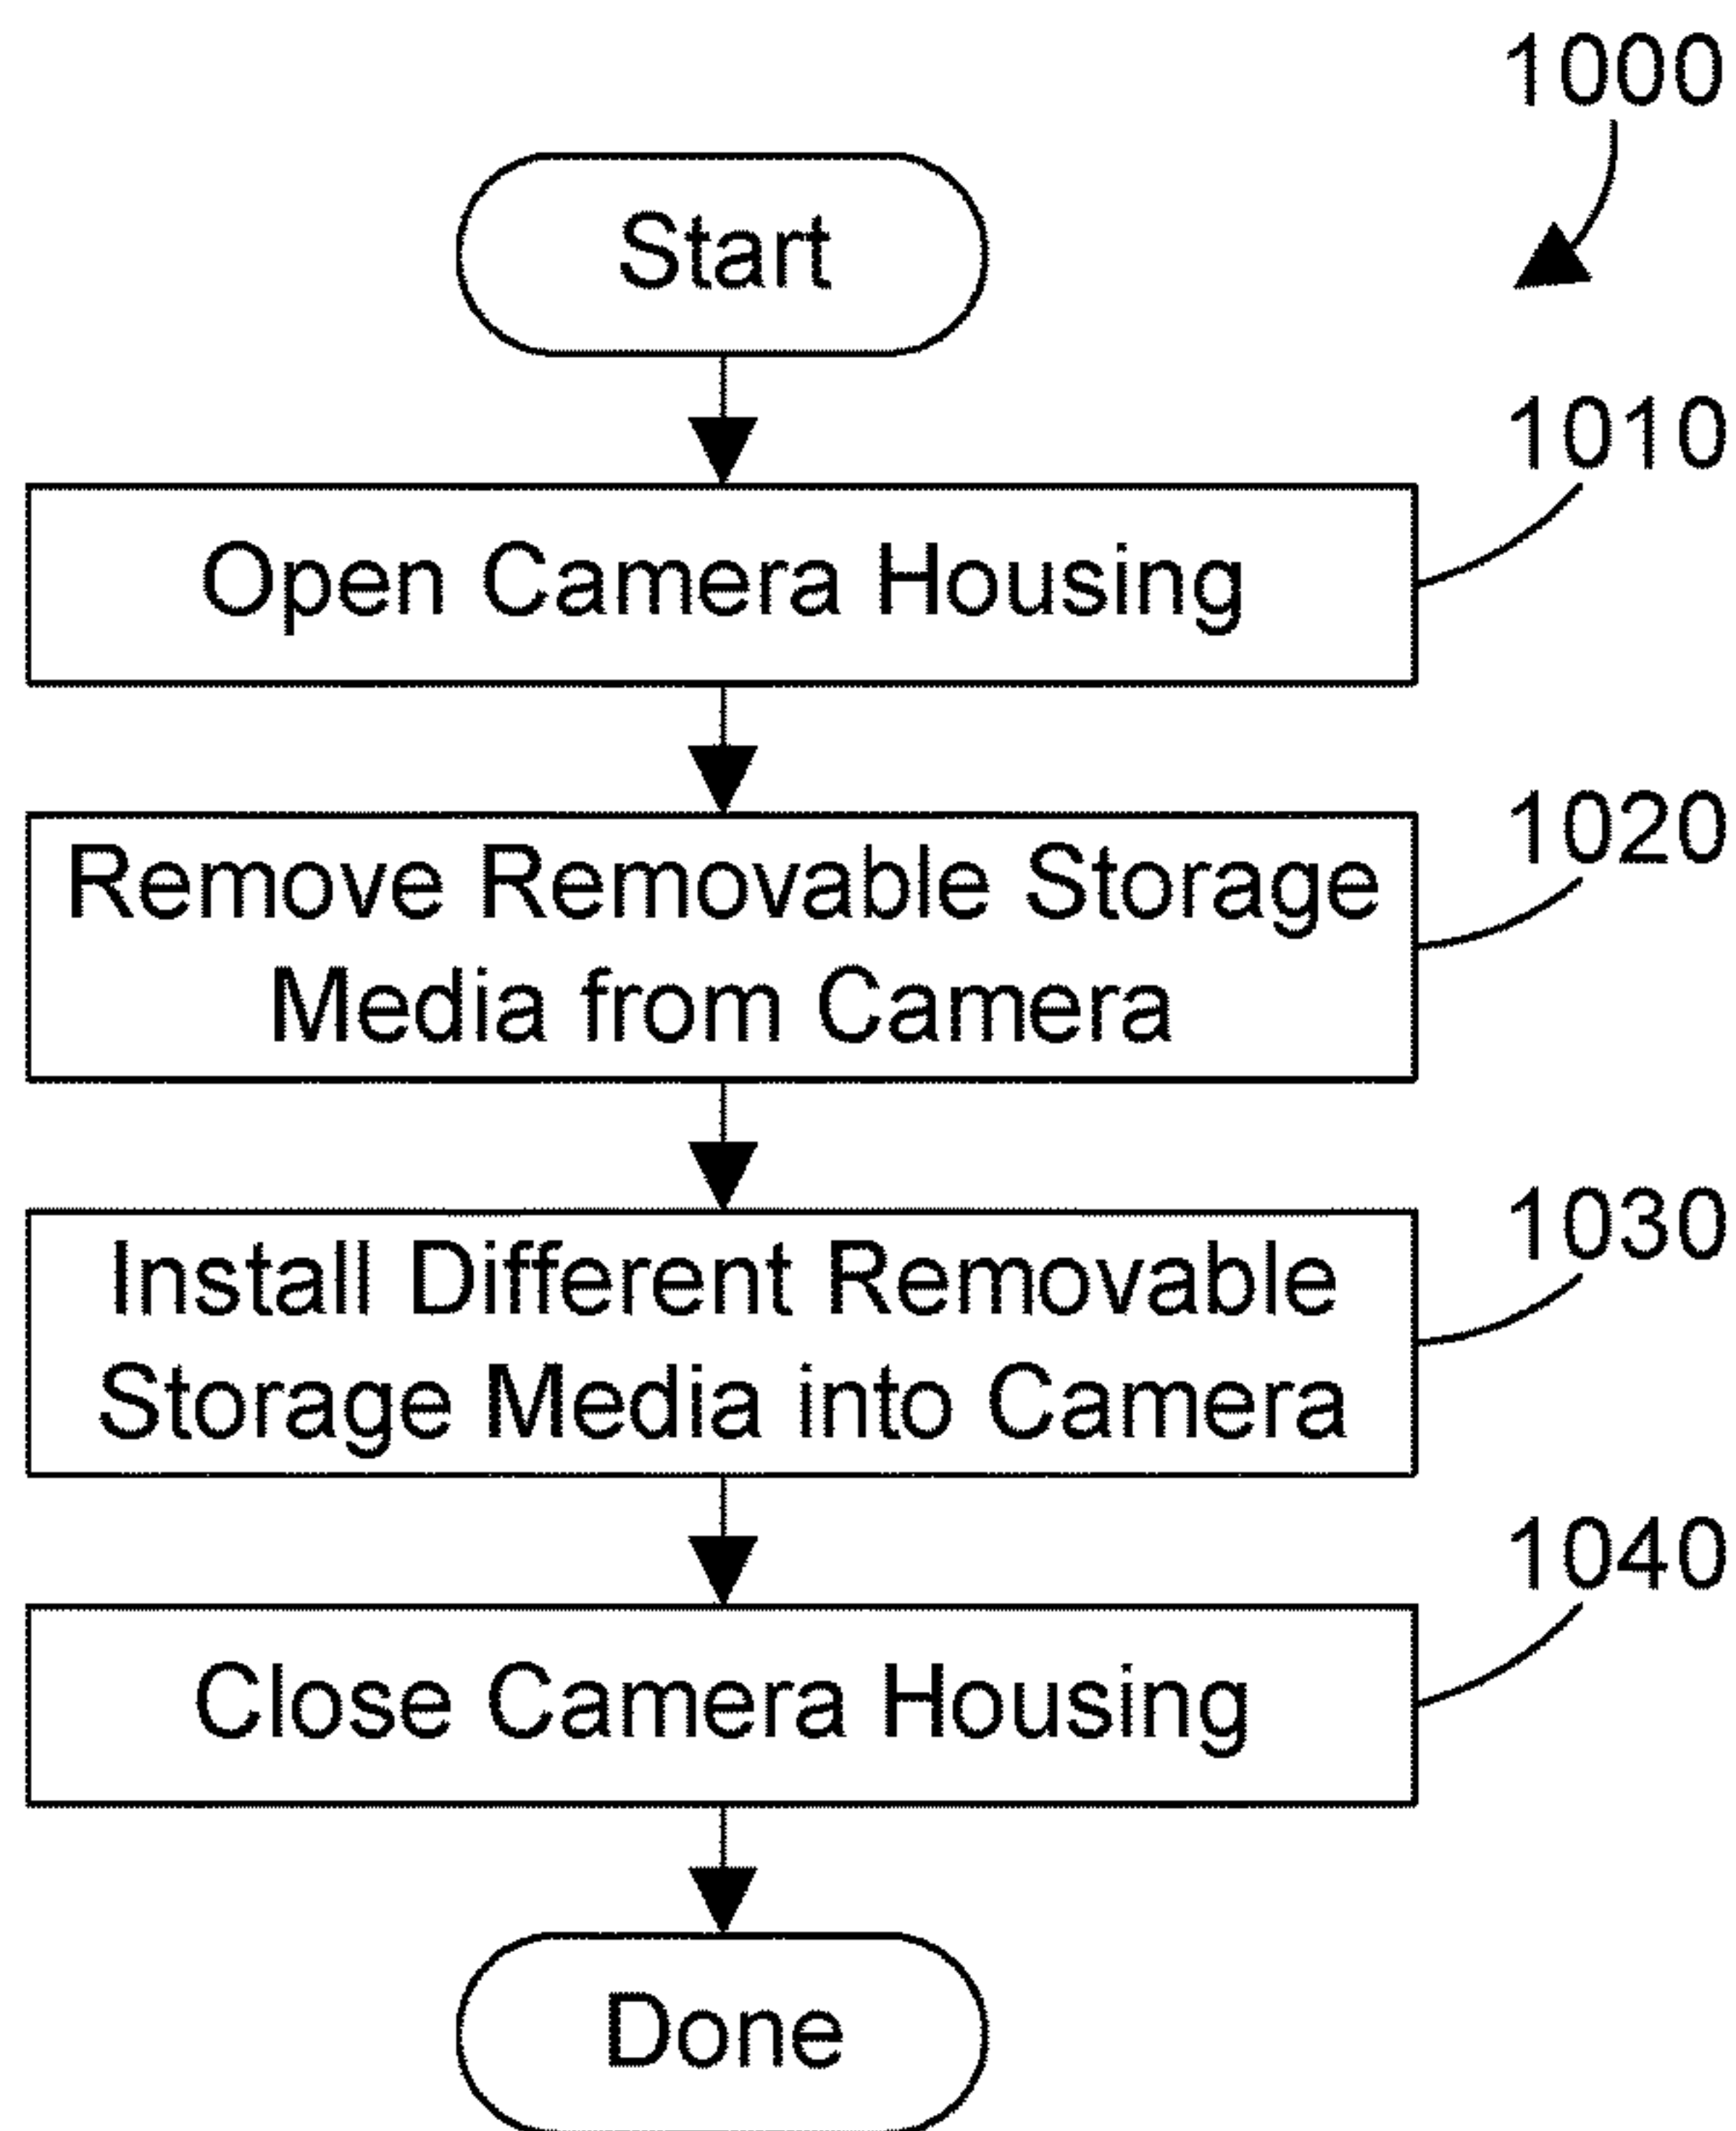 1000
Start
1010
Open Camera Housing
1020
Remove Removable Storage
Media from Camera
1030
Install Different Removable
Storage Media into Camera
1040
Close Camera Housing
Done